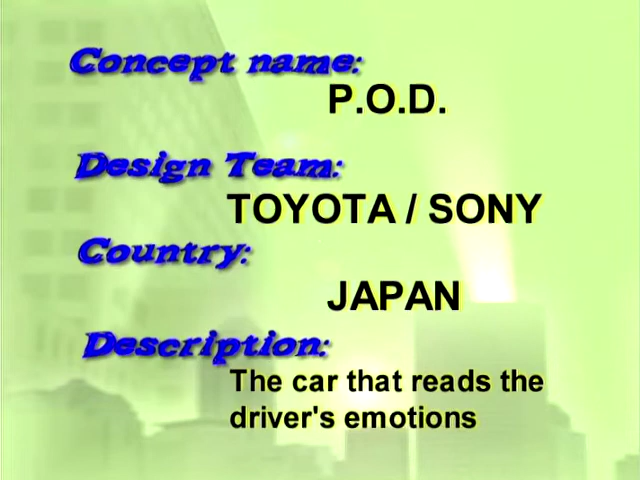 Concept name:
P.O.D.
Design Team:
TOYOTA / SONY
Country:
JAPAN
Description:
The car that reads the
driver's emotions